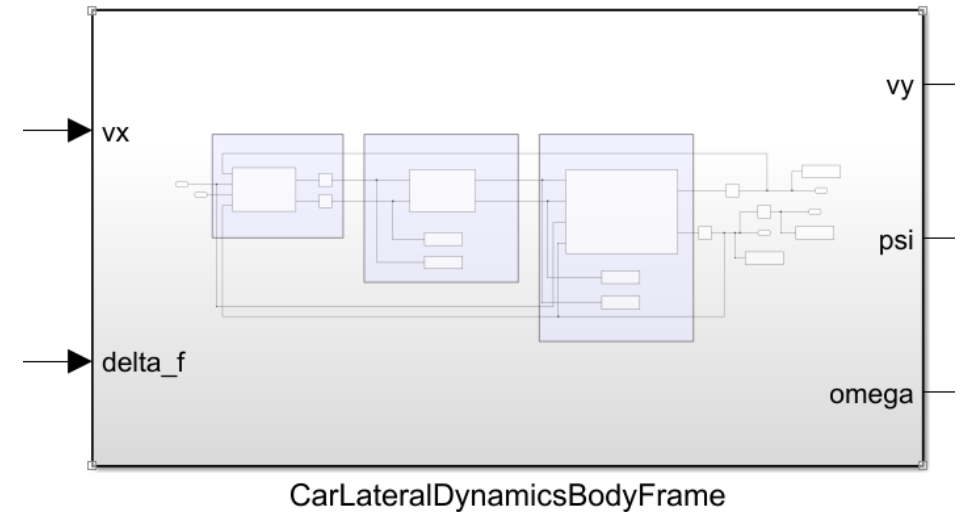 vx
delta_f
vy
psi
omega
CarLateralDynamicsBodyFrame